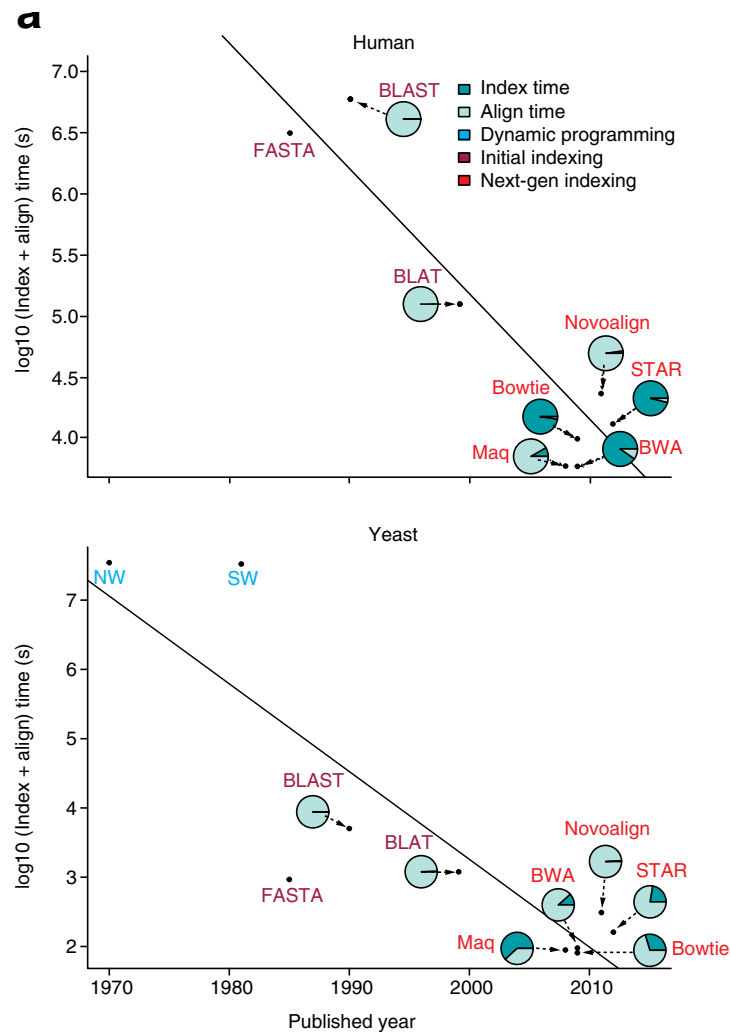 a
Human
7.0
6.5
6.0
5.5
5.0
4.5
4.0
log10 (Index + align) time (s)
BLAST
FASTA
BLAT
Novoalign
STAR
Bowtie
Maq
BWA
Index time
Align time
Dynamic programming
Initial indexing
Next-gen indexing
Yeast
7
6
5
4
3
2
log10 (Index + align) time (s)
NW
SW
BLAST
FASTA
BLAT
Novoalign
BWA
STAR
Maq
Bowtie
1970
1980
1990
2000
2010
Published year